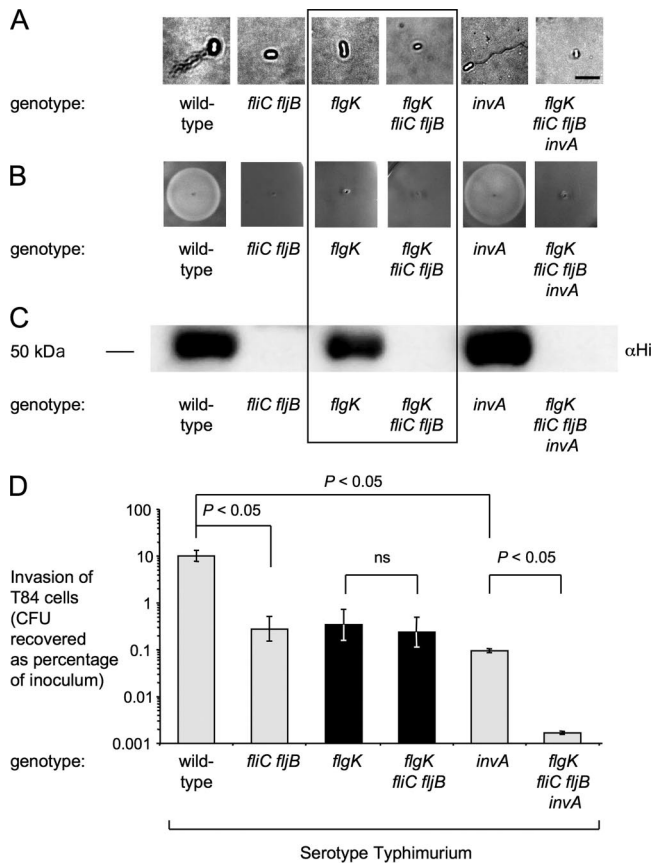 A
genotype: wild- fliC fljB flgK flgK invA flgK
type fliC fljB fliC fljB
invA
B
genotype: wild- fliC fljB flgK flgK invA flgK
type fliC fljB fliC fljB
invA
C
50 kDa αHi
genotype: wild- fliC fljB flgK flgK invA flgK
type fliC fljB fliC fljB
invA
D
P < 0.05
P < 0.05
ns
P < 0.05
Invasion of
T84 cells
(CFU
recovered
as percentage
of inoculum)
100
10
1
0.1
0.01
0.001
genotype: wild- fliC fljB flgK flgK invA flgK
type fliC fljB fliC fljB
invA
Serotype Typhimurium